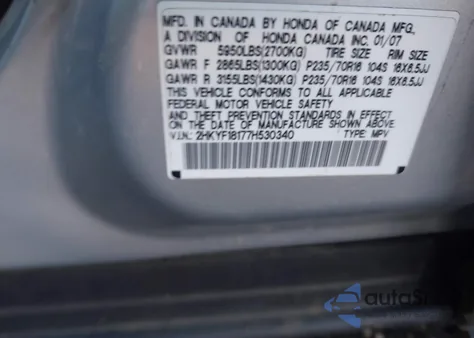 MFD. IN CANADA BY HONDA OF CANADA MFG.,
A DIVISION OF HONDA CANADA INC. 01/07
GVWR 5950LBS(2700KG) TIRE SIZE RIM SIZE
GAWR F 2865LBS(1300KG) P235/70R16 104S 16X6.5JJ
GAWR R 3155LBS(1430KG) P235/70R16 104S 16X6.5JJ
THIS VEHICLE CONFORMS TO ALL APPLICABLE
FEDERAL MOTOR VEHICLE SAFETY
AND THEFT PREVENTION STANDARDS IN EFFECT
ON THE DATE OF MANUFACTURE SHOWN ABOVE.
V.I.N.: 2HKYF18177H530340 TYPE: MPV